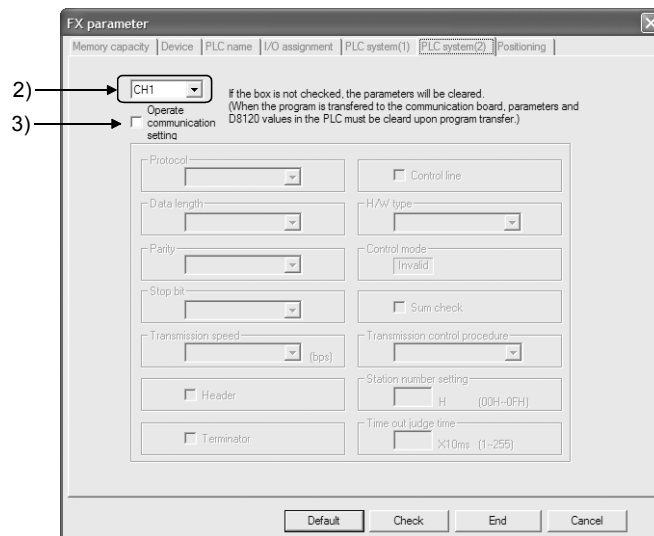 FX parameter
Memory capacity Device PLC name I/O assignment PLC system(1) PLC system(2) Positioning
2)
CH1
If the box is not checked, the parameters will be cleared.
(When the program is transfered to the communication board, parameters and
D8120 values in the PLC must be cleard upon program transfer.)
3)
Operate
communication
setting
Protocol
Control line
Data length
H/W type
Parity
Control mode
Invalid
Stop bit
Sum check
Transmission speed
(bps)
Transmission control procedure
Header
Station number setting
H (00H--0FH)
Terminator
Time out judge time
X10ms (1--255)
Default Check End Cancel